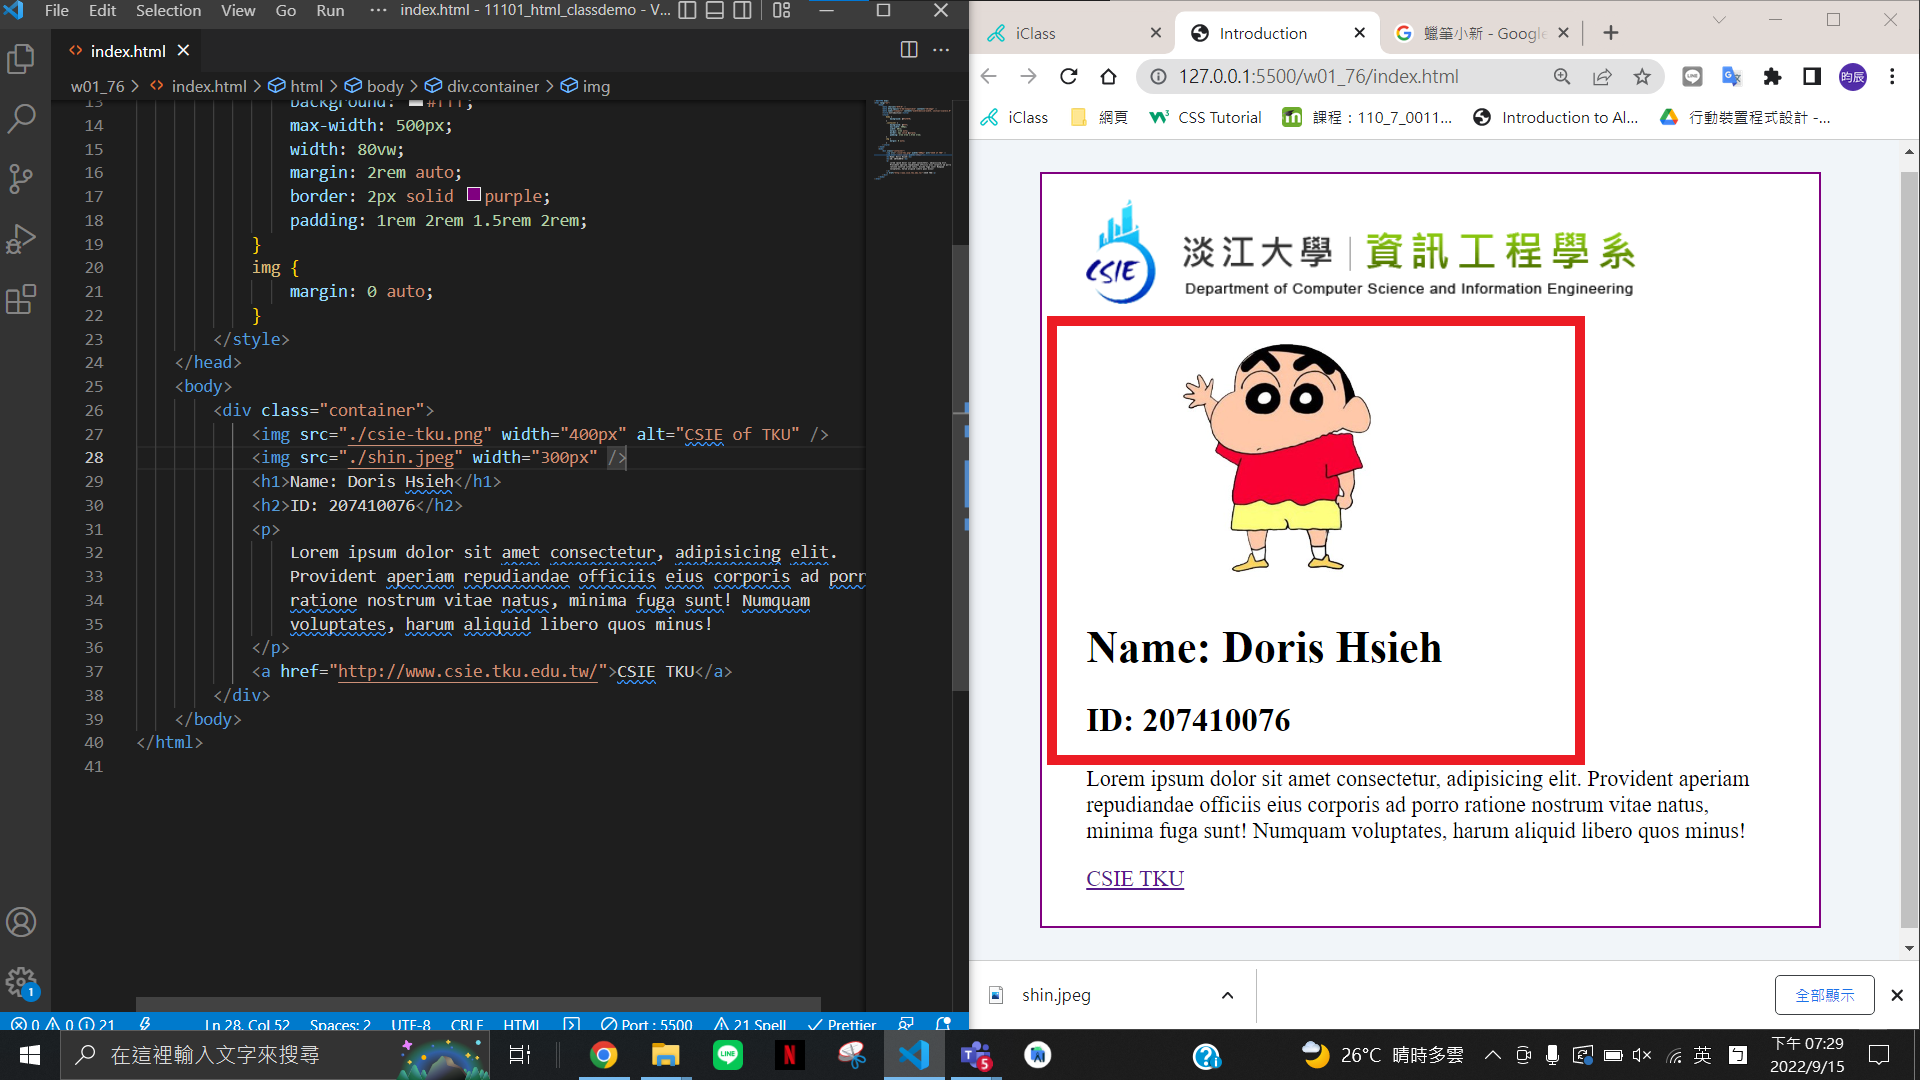 File Edit Selection View Go Run ··· index.html - 11101_html_classdemo - V...
index.html
w01_76 > index.html > html > body > div.container > img
13 background: #fff;
14 max-width: 500px;
15 width: 80vw;
16 margin: 2rem auto;
17 border: 2px solid purple;
18 padding: 1rem 2rem 1.5rem 2rem;
19 }
20 img {
21 margin: 0 auto;
22 }
23 </style>
24 </head>
25 <body>
26 <div class="container">
27 <img src="./csie-tku.png" width="400px" alt="CSIE of TKU" />
28 <img src="./shin.jpeg" width="300px" />
29 <h1>Name: Doris Hsieh</h1>
30 <h2>ID: 207410076</h2>
31 <p>
32 Lorem ipsum dolor sit amet consectetur, adipisicing elit.
33 Provident aperiam repudiandae officiis eius corporis ad porr
34 ratione nostrum vitae natus, minima fuga sunt! Numquam
35 voluptates, harum aliquid libero quos minus!
36 </p>
37 <a href="http://www.csie.tku.edu.tw/">CSIE TKU</a>
38 </div>
39 </body>
40 </html>
41
1
0 0 21 Ln 28, Col 52 Spaces: 2 UTF-8 CRLF HTML Port : 5500 21 Spell Prettier
iClass Introduction 蠟筆小新 - Google
127.0.0.1:5500/w01_76/index.html 昀辰
iClass 網頁 CSS Tutorial 課程：110_7_0011... Introduction to Al... 行動裝置程式設計 -...
CSIE
淡江大學 | 資訊工程學系
Department of Computer Science and Information Engineering
Name: Doris Hsieh
ID: 207410076
Lorem ipsum dolor sit amet consectetur, adipisicing elit. Provident aperiam
repudiandae officiis eius corporis ad porro ratione nostrum vitae natus,
minima fuga sunt! Numquam voluptates, harum aliquid libero quos minus!
CSIE TKU
shin.jpeg 全部顯示
在這裡輸入文字來搜尋
LINE
N
5
26°C 晴時多雲
英
下午 07:29
2022/9/15